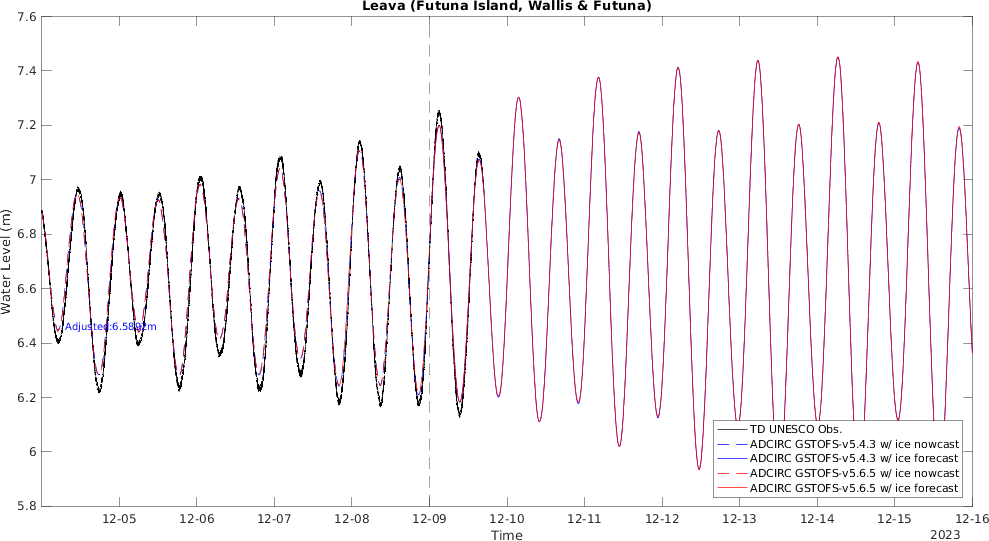 Leava (Futuna Island, Wallis & Futuna)
7.6
7.4
7.2
7
6.8
6.6
6.4
6.2
6
5.8
Water Level (m)
TD UNESCO Obs.
ADCIRC GSTOFS-v5.4.3 w/ ice nowcast
ADCIRC GSTOFS-v5.4.3 w/ ice forecast
ADCIRC GSTOFS-v5.6.5 w/ ice nowcast
ADCIRC GSTOFS-v5.6.5 w/ ice forecast
12-05 12-06 12-07 12-08 12-09 12-10 12-11 12-12 12-13 12-14 12-15 12-16
Time
2023